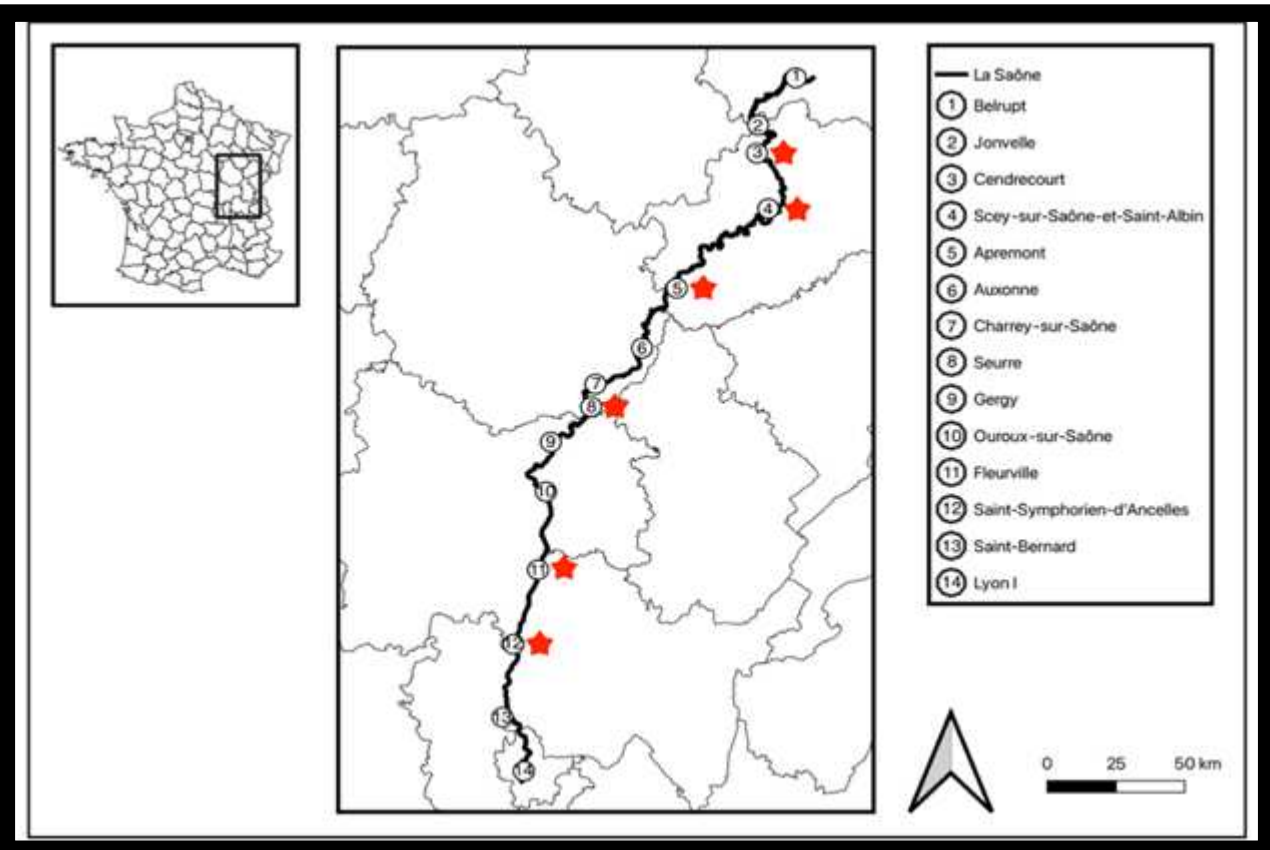 1
2
3
4
5
6
7
8
9
10
11
12
13
14
La Saône
1 Belrupt
2 Jonvelle
3 Cendrecourt
4 Scey-sur-Saône-et-Saint-Albin
5 Apremont
6 Auxonne
7 Charrey-sur-Saône
8 Seurre
9 Gergy
10 Ouroux-sur-Saône
11 Fleurville
12 Saint-Symphorien-d'Ancelles
13 Saint-Bernard
14 Lyon I
0 25 50 km